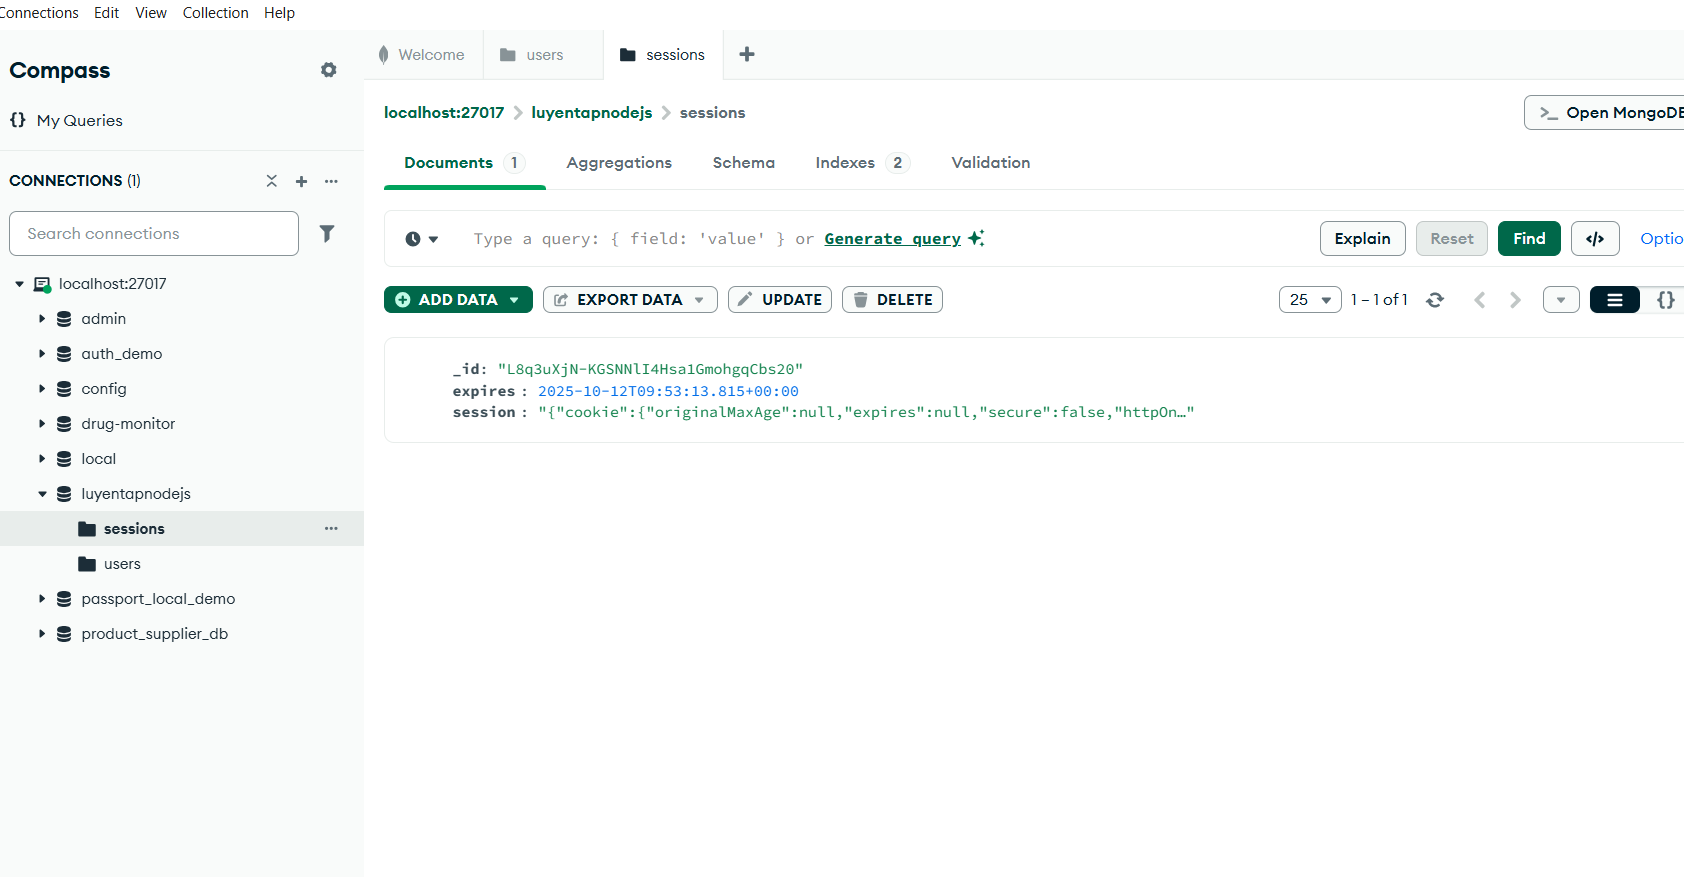 Connections Edit View Collection Help
Compass
My Queries
CONNECTIONS (1)
Search connections
localhost:27017
admin
auth_demo
config
drug-monitor
local
luyentapnodejs
sessions
users
passport_local_demo
product_supplier_db
Welcome users sessions
localhost:27017 luyentapnodejs sessions
>_ Open MongoDB
Documents 1 Aggregations Schema Indexes 2 Validation
Type a query: { field: 'value' } or Generate query
Explain Reset Find </> Optio
ADD DATA EXPORT DATA UPDATE DELETE
25 1 – 1 of 1 {}
_id: "L8q3uXjN-KGSNNlI4Hsa1GmohgqCbs20"
expires : 2025-10-12T09:53:13.815+00:00
session : "{"cookie":{"originalMaxAge":null,"expires":null,"secure":false,"httpOn…"